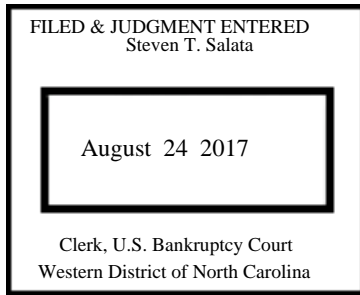 FILED & JUDGMENT ENTERED
Steven T. Salata
August 24 2017
Clerk, U.S. Bankruptcy Court
Western District of North Carolina